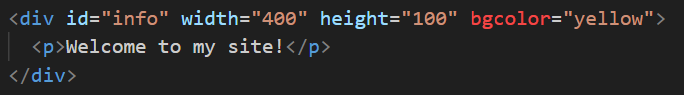 <div id="info" width="400" height="100" bgcolor="yellow">
<p>Welcome to my site!</p>
</div>